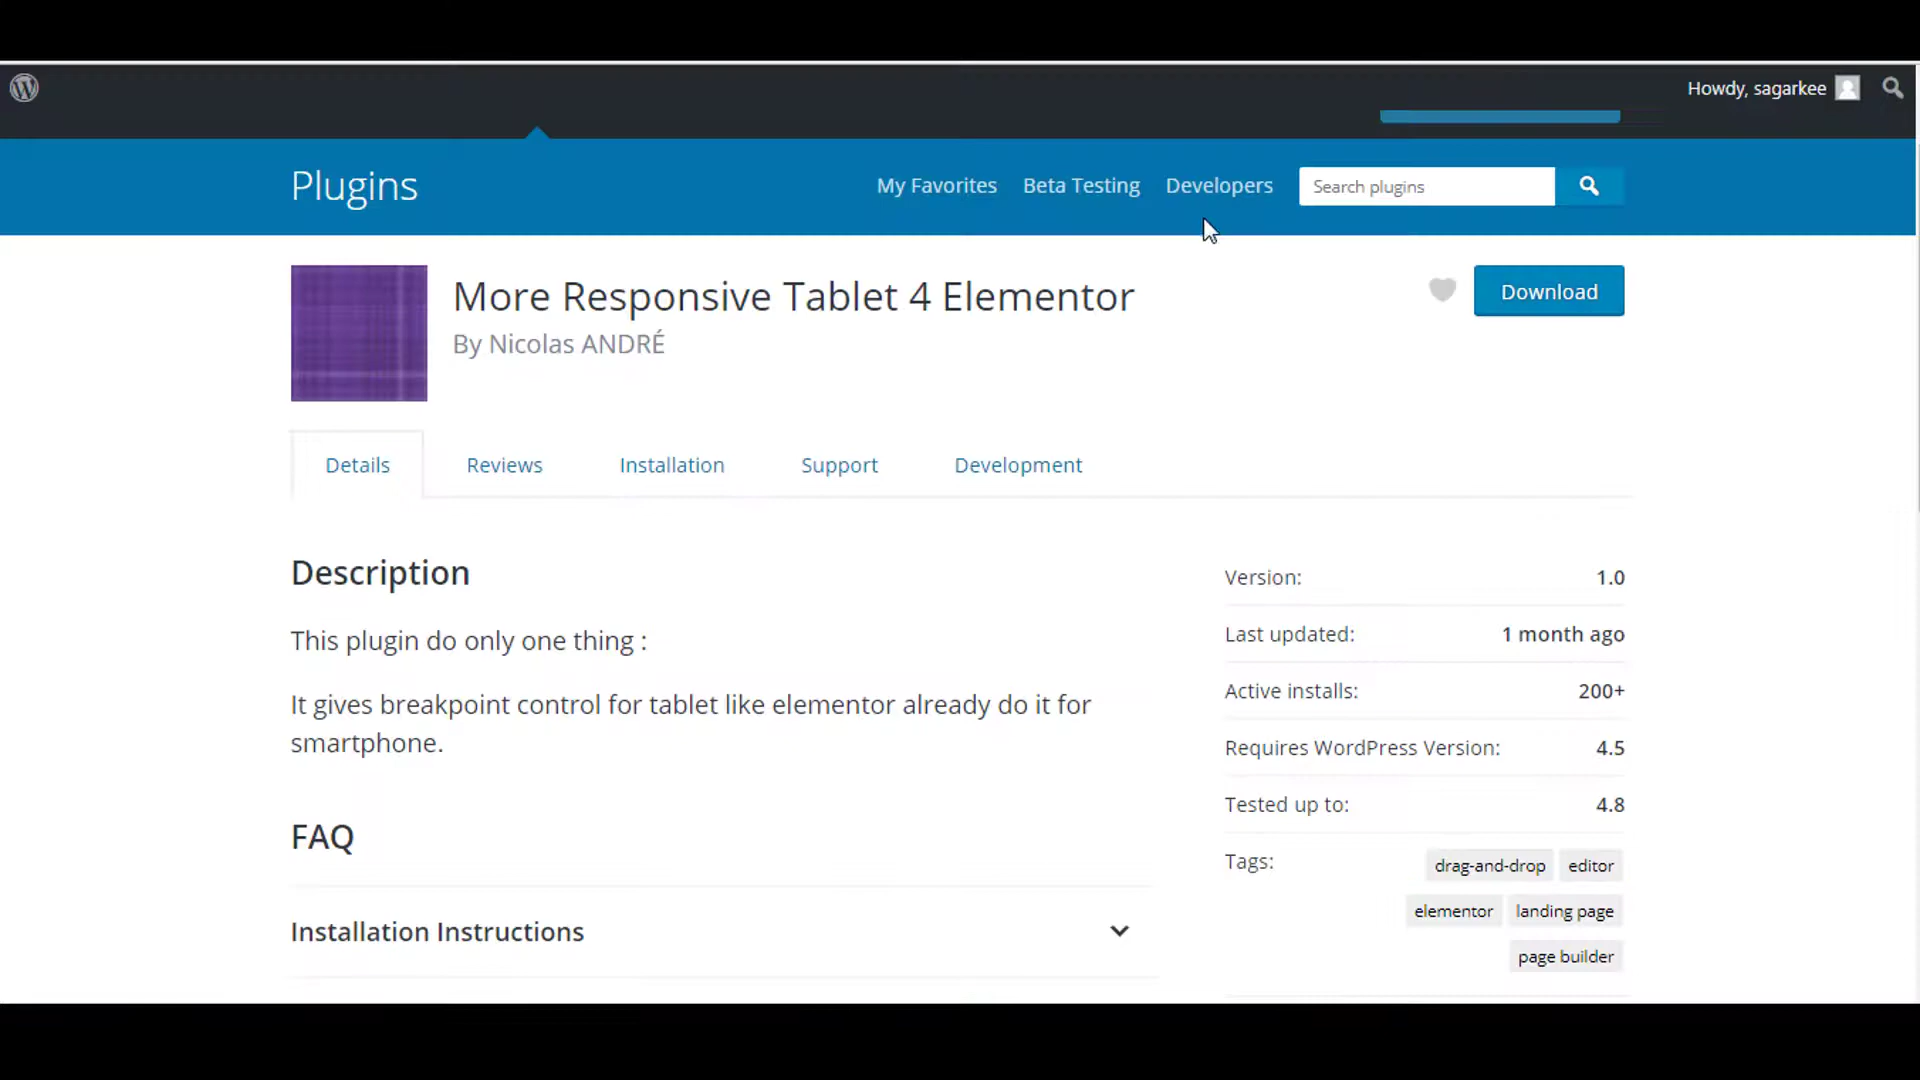 Howdy, sagarkee
Plugins
My Favorites Beta Testing Developers Search plugins
More Responsive Tablet 4 Elementor
Download
By Nicolas ANDRÉ
Details Reviews Installation Support Development
Description
This plugin do only one thing :
It gives breakpoint control for tablet like elementor already do it for
smartphone.
FAQ
Installation Instructions
Version: 1.0
Last updated: 1 month ago
Active installs: 200+
Requires WordPress Version: 4.5
Tested up to: 4.8
Tags: drag-and-drop editor
elementor landing page
page builder